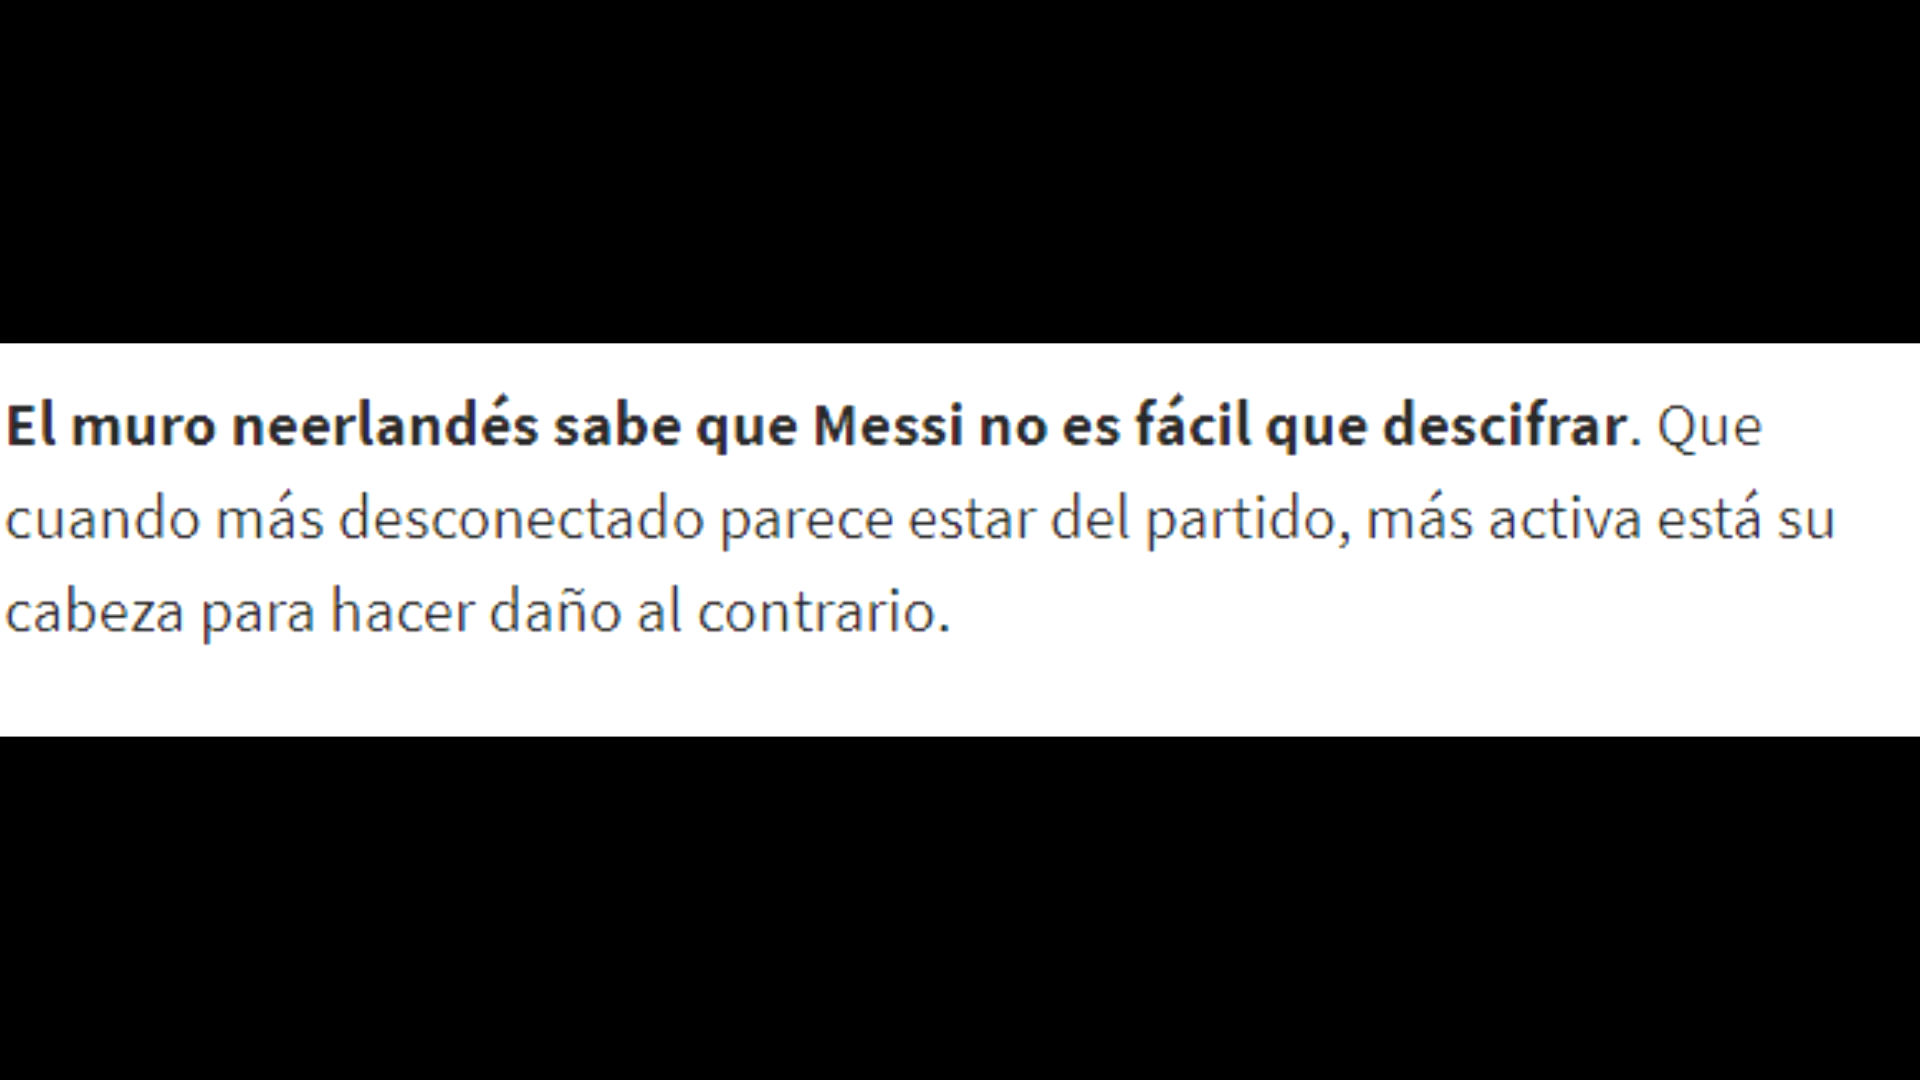 El muro neerlandés sabe que Messi no es fácil que descifrar. Que
cuando más desconectado parece estar del partido, más activa está su
cabeza para hacer daño al contrario.